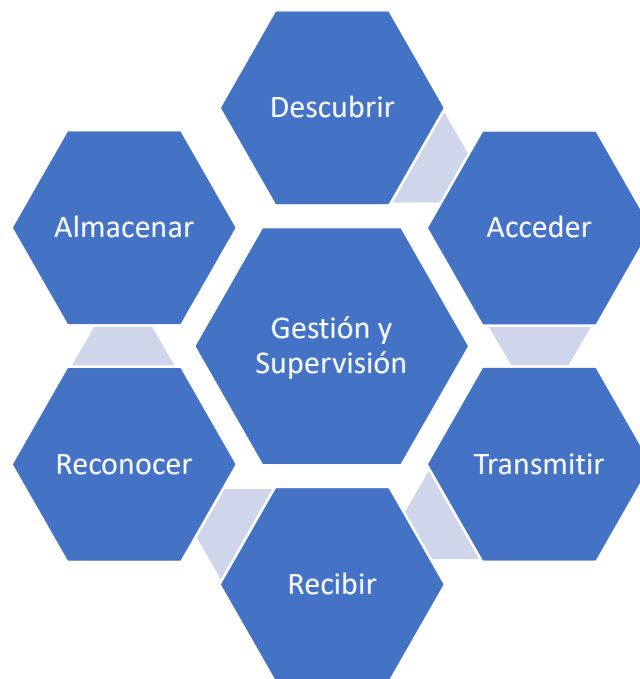 Descubrir
Almacenar
Acceder
Gestión y
Supervisión
Reconocer
Transmitir
Recibir